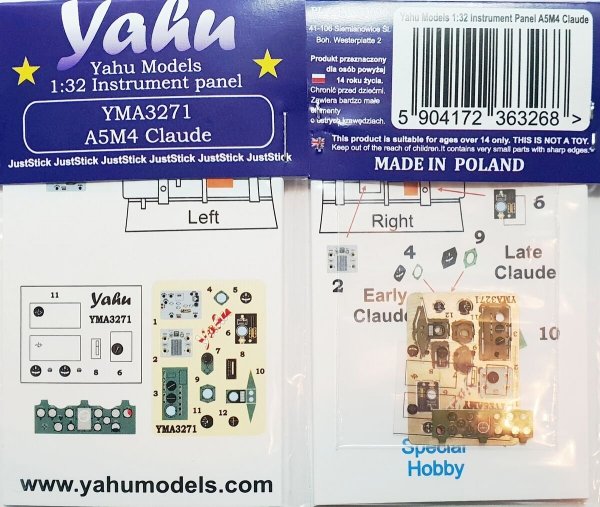 Yahu
Yahu Models
1:32 Instrument panel
YMA3271
A5M4 Claude
JustStick JustStick JustStick JustStick JustStick JustStick
Left
11
Yahu
YMA3271
8 6
1
2
3
4
5
6
7
8
9
10
11
12
YMA3271
www.yahumodels.com
41-106 Siemianowice Śl.
Boh. Westerplatte 2
Produkt przeznaczony
dla osób powyżej
14 roku życia.
Chronić przed dziećmi.
Zawiera bardzo małe
elementy
o ostrych krawędziach.
Yahu Models 1:32 Instrument Panel A5M4 Claude
5 904172 363268 >
This product is suitable for ages over 14 only. THIS IS NOT A TOY.
Keep out of the reach of children.It contains very small parts with sharp edges.
MADE IN POLAND
Right
6
9
4
2
Late
Claude
Early
Claude
YMA3271
10
Special
Hobby